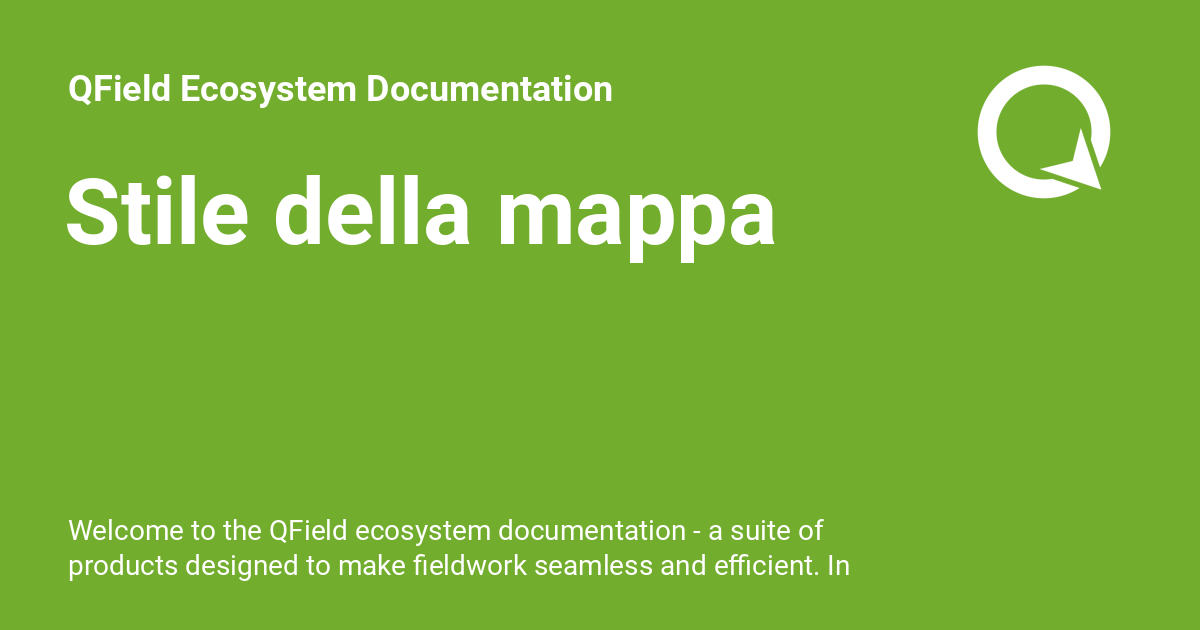 QField Ecosystem Documentation
Stile della mappa
Welcome to the QField ecosystem documentation - a suite of
products designed to make fieldwork seamless and efficient. In